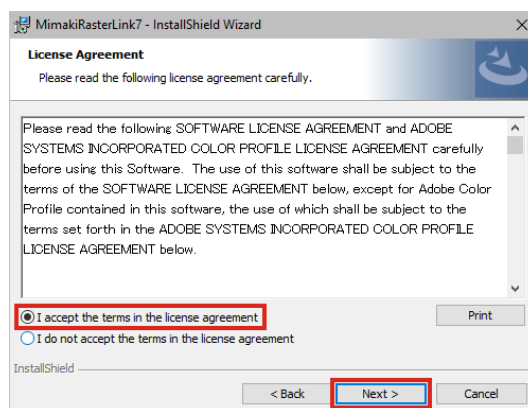 MimakiRasterLink7 - InstallShield Wizard
License Agreement
Please read the following license agreement carefully.
Please read the following SOFTWARE LICENSE AGREEMENT and ADOBE
SYSTEMS INCORPORATED COLOR PROFILE LICENSE AGREEMENT carefully
before using this Software. The use of this software shall be subject to the
terms of the SOFTWARE LICENSE AGREEMENT below, except for Adobe Color
Profile contained in this software, the use of which shall be subject to the
terms set forth in the ADOBE SYSTEMS INCORPORATED COLOR PROFILE
LICENSE AGREEMENT below.
I accept the terms in the license agreement
Print
I do not accept the terms in the license agreement
InstallShield
< Back
Next >
Cancel